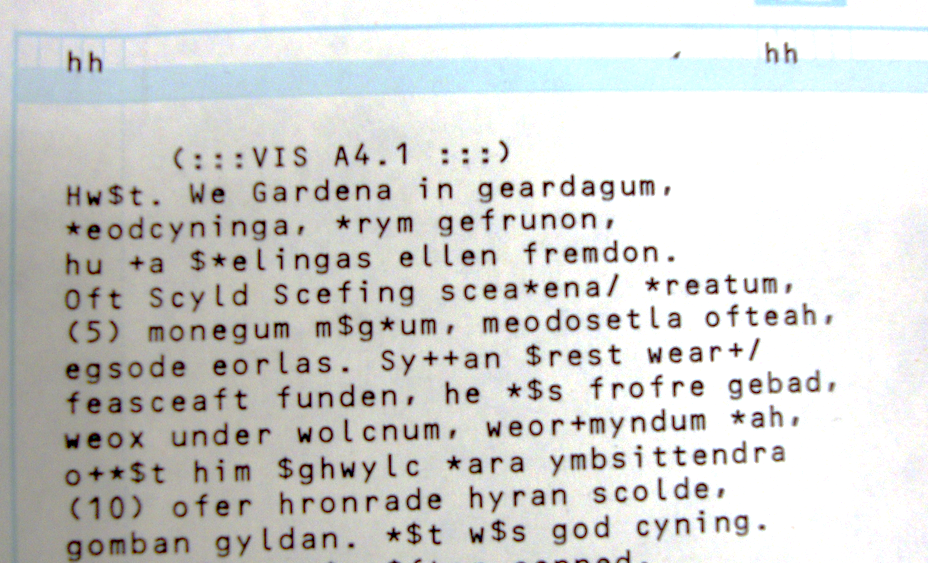 hh hh
(:::VIS A4.1 :::)
Hw$t. We Gardena in geardagum,
*eodcyninga, *rym gefrunon,
hu +a $*elingas ellen fremdon.
Oft Scyld Scefing scea*ena/ *reatum,
(5) monegum m$g*um, meodosetla ofteah,
egsode eorlas. Sy++an $rest wear+/
feasceaft funden, he *$s frofre gebad,
weox under wolcnum, weor+myndum *ah,
o+*$t him $ghwylc *ara ymbsittendra
(10) ofer hronrade hyran scolde,
gomban gyldan. *$t w$s god cyning.